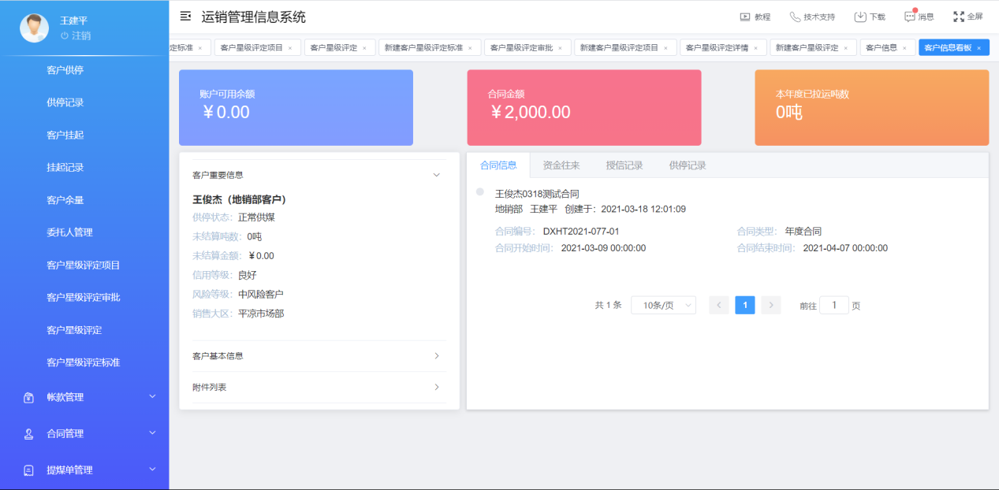 王建平
注销
客户供停
供停记录
客户挂起
挂起记录
客户余量
委托人管理
客户星级评定项目
客户星级评定审批
客户星级评定
客户星级评定标准
帐款管理
合同管理
提煤单管理
运销管理信息系统
教程 技术支持 下载 消息 全屏
定标准 × 客户星级评定项目 × 客户星级评定 × 新建客户星级评定标准 × 客户星级评定审批 × 新建客户星级评定项目 × 客户星级评定详情 × 新建客户星级评定 × 客户信息 × 客户信息看板 ×
账户可用余额
¥0.00
合同金额
¥2,000.00
本年度已拉运吨数
0吨
客户重要信息
王俊杰（地销部客户）
供停状态：正常供煤
未结算吨数：0吨
未结算金额：¥0.00
信用等级：良好
风险等级：中风险客户
销售大区：平凉市场部
客户基本信息
附件列表
合同信息 资金往来 授信记录 供停记录
王俊杰0318测试合同
地销部 王建平 创建于：2021-03-18 12:01:09
合同编号：DXHT2021-077-01 合同类型：年度合同
合同开始时间：2021-03-09 00:00:00 合同结束时间：2021-04-07 00:00:00
共 1 条 10条/页 1 前往 1 页